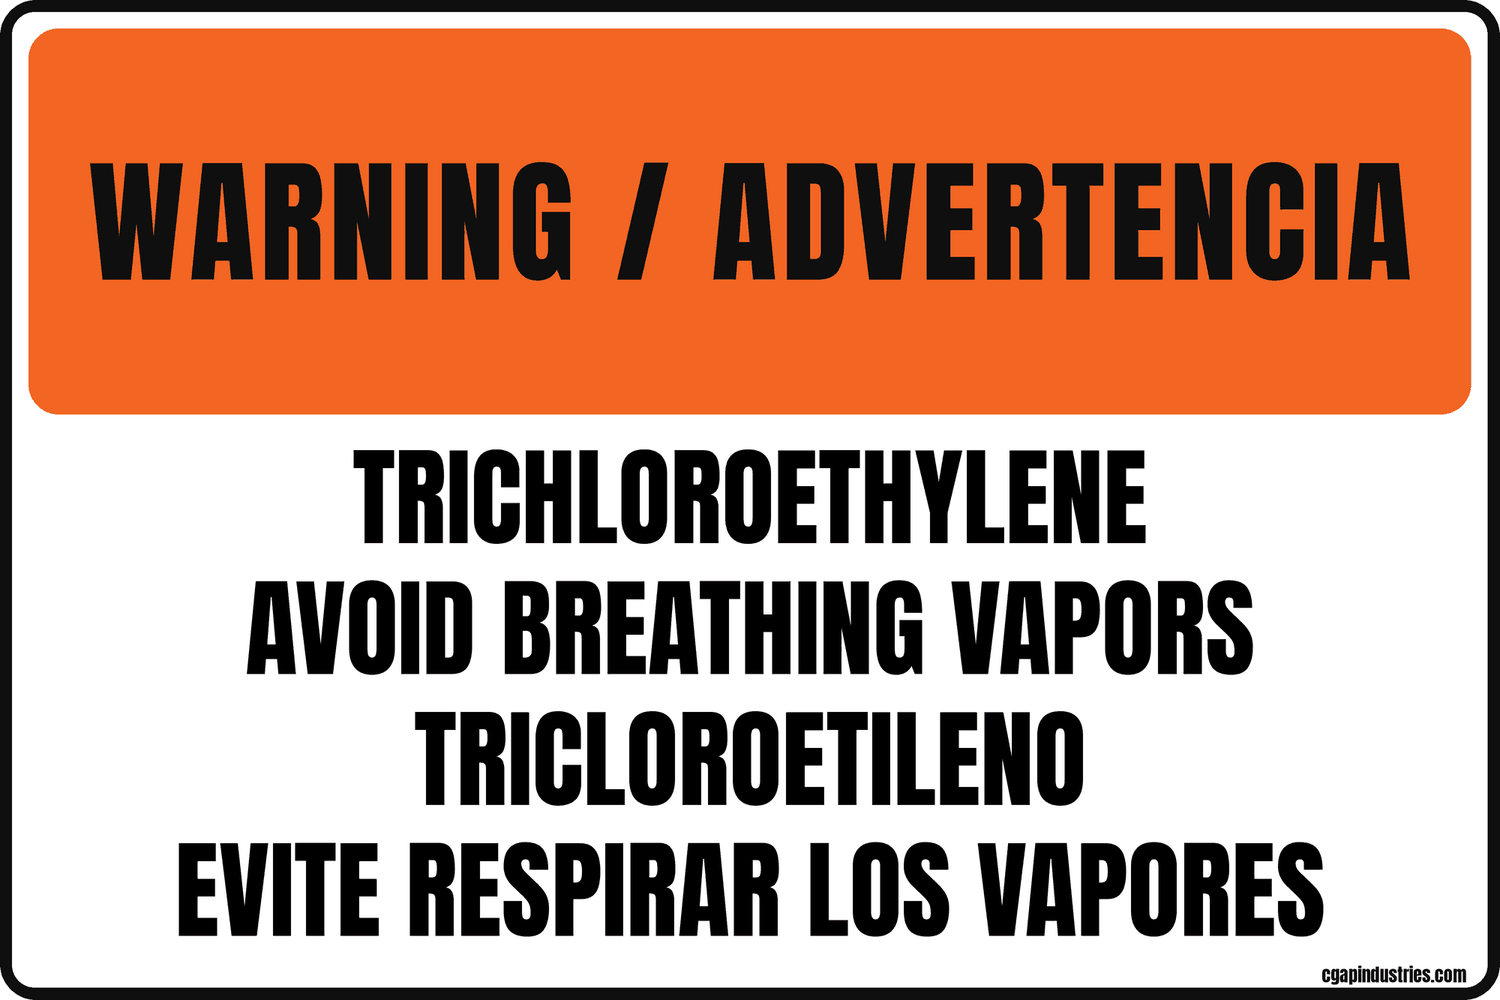 WARNING / ADVERTENCIA
TRICHLOROETHYLENE
AVOID BREATHING VAPORS
TRICLOROETILENO
EVITE RESPIRAR LOS VAPORES
cgapindustries.com